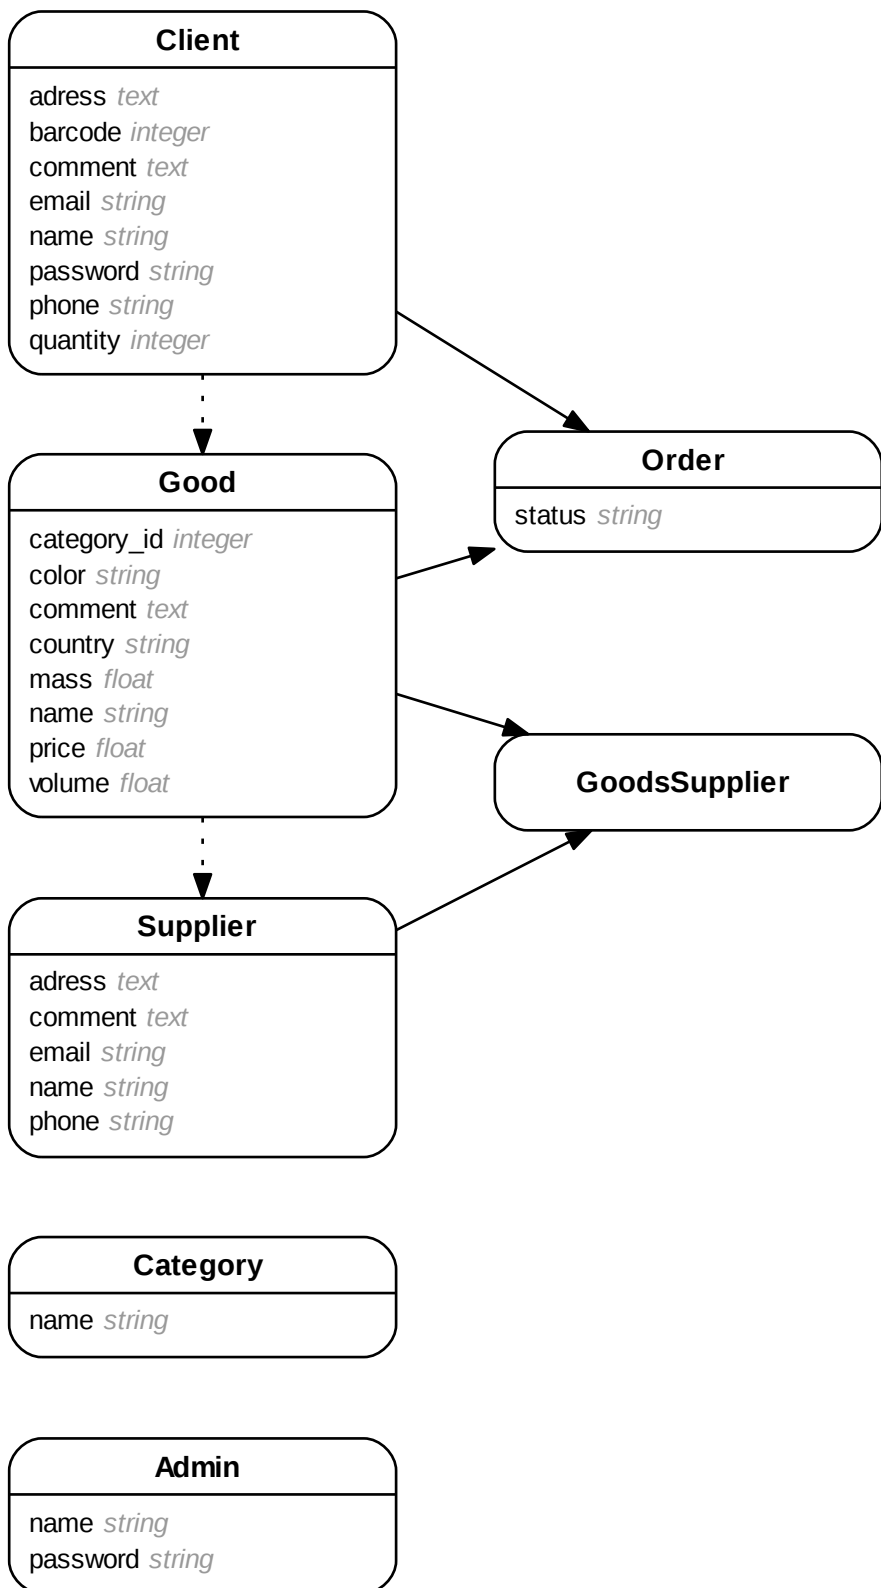 Client
adress text
barcode integer
comment text
email string
name string
password string
phone string
quantity integer
Good
category_id integer
color string
comment text
country string
mass float
name string
price float
volume float
Order
status string
GoodsSupplier
Supplier
adress text
comment text
email string
name string
phone string
Category
name string
Admin
name string
password string